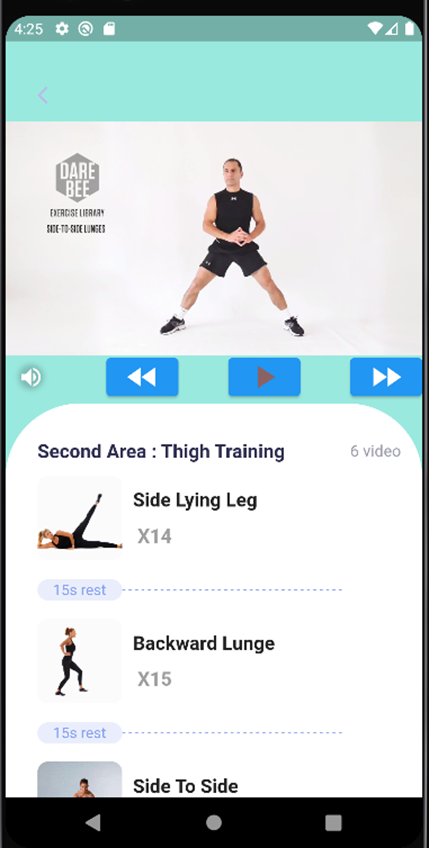 4:25
DARE
BEE
EXERCISE LIBRARY
SIDE-TO-SIDE LUNGES
Second Area : Thigh Training
6 video
Side Lying Leg
X14
15s rest
Backward Lunge
X15
15s rest
Side To Side